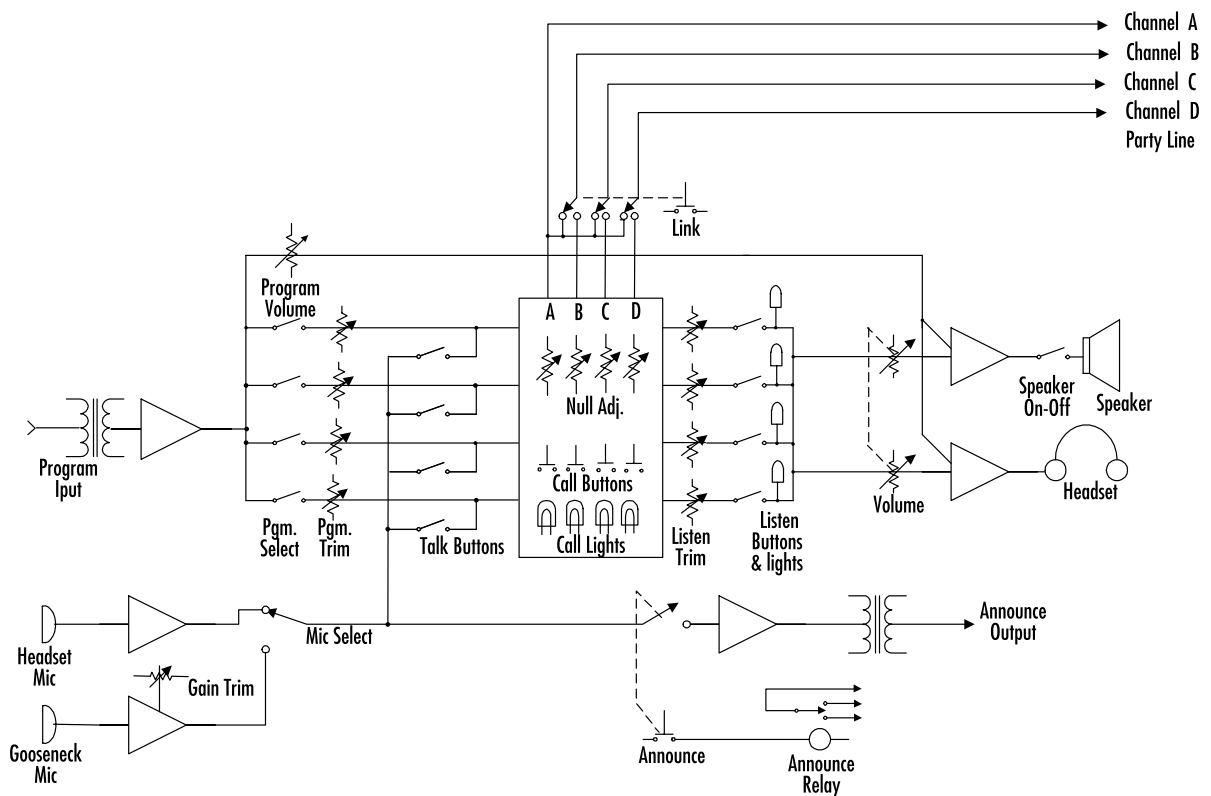 Channel A
Channel B
Channel C
Channel D
Party Line
Link
Program
Volume
A B C D
Null Adj.
Call Buttons
Call Lights
Program
Iput
Pgm.
Select
Pgm.
Trim
Talk Buttons
Listen
Trim
Listen
Buttons
& lights
Volume
Speaker
On-Off
Speaker
Headset
Headset
Mic
Mic Select
Gain Trim
Gooseneck
Mic
Announce
Output
Announce
Announce
Relay